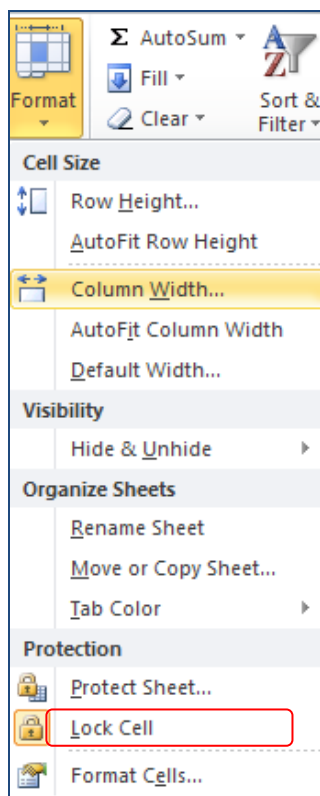 Σ AutoSum
Fill
Clear
Format
A
Z
Sort &
Filter
Cell Size
Row Height...
AutoFit Row Height
Column Width...
AutoFit Column Width
Default Width...
Visibility
Hide & Unhide
Organize Sheets
Rename Sheet
Move or Copy Sheet...
Tab Color
Protection
Protect Sheet...
Lock Cell
Format Cells...